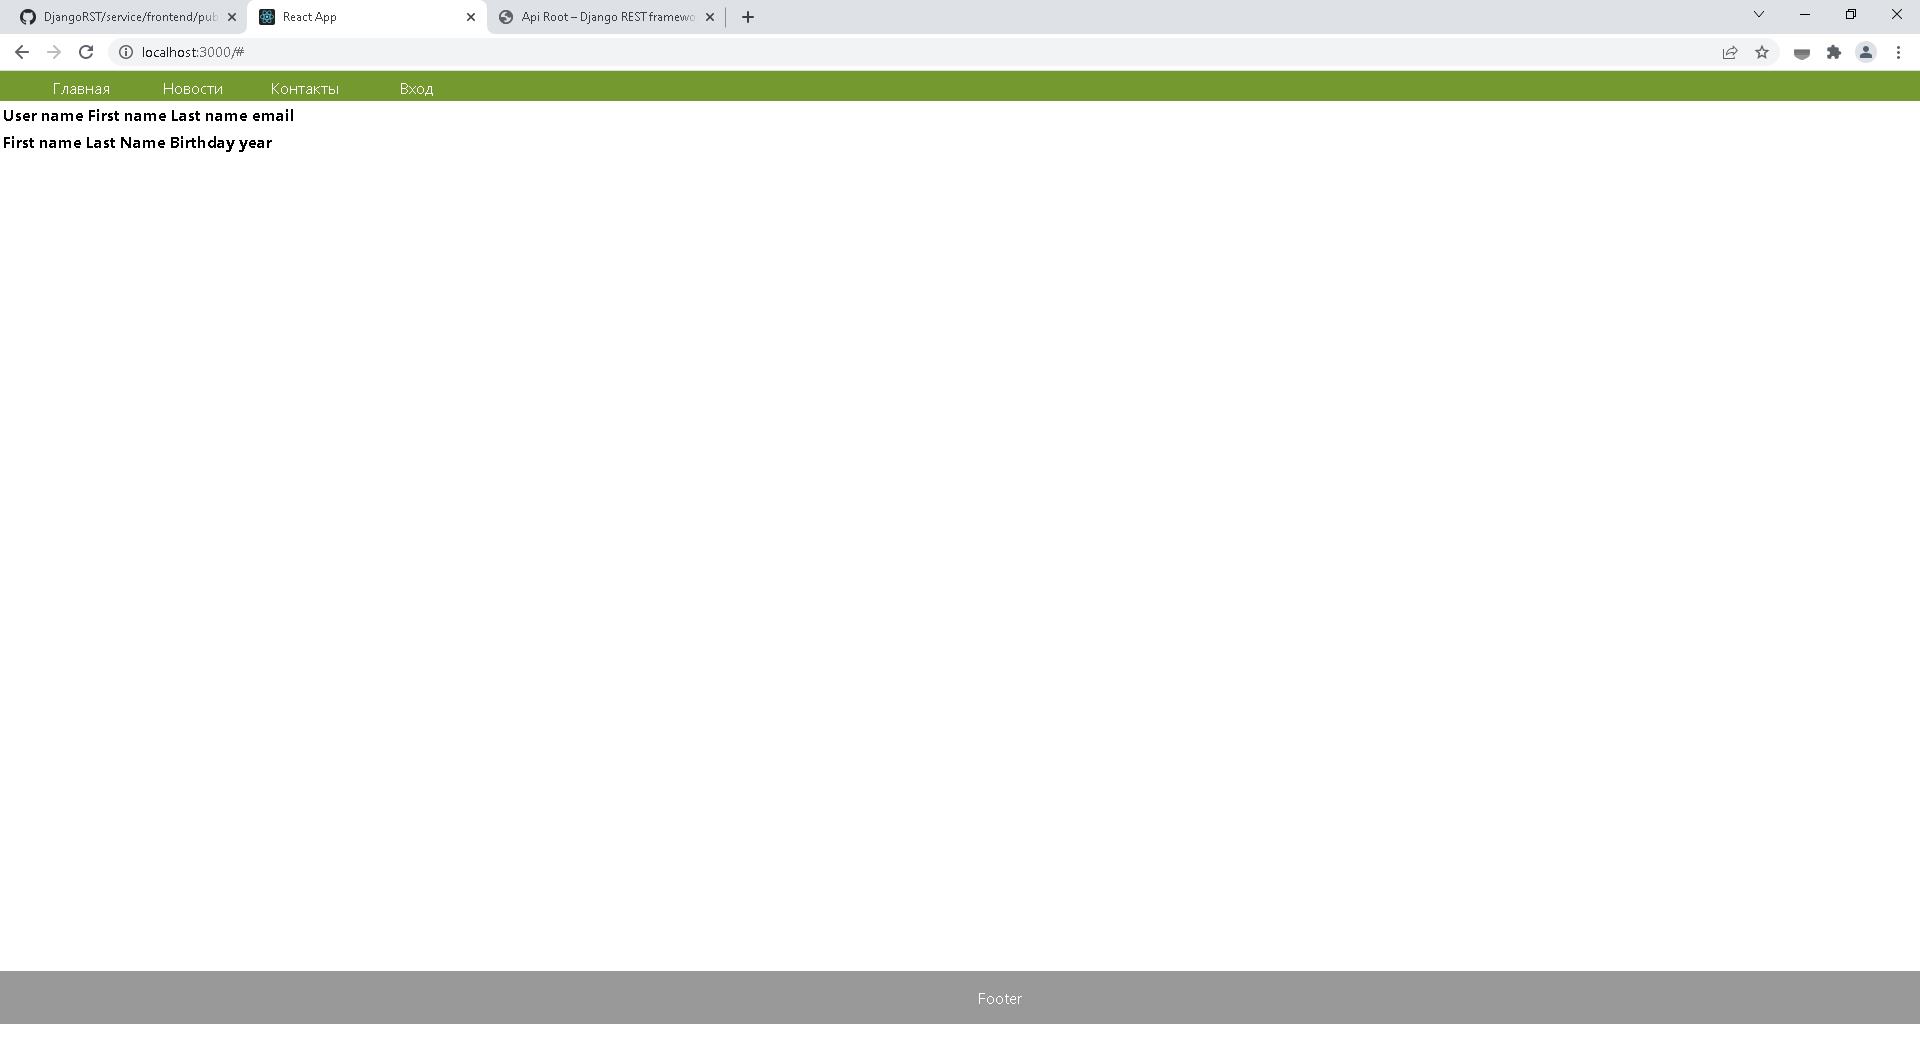 DjangoRST/service/frontend/pub
React App
Api Root – Django REST framewo
localhost:3000/#
Главная Новости Контакты Вход
User name First name Last name email
First name Last Name Birthday year
Footer